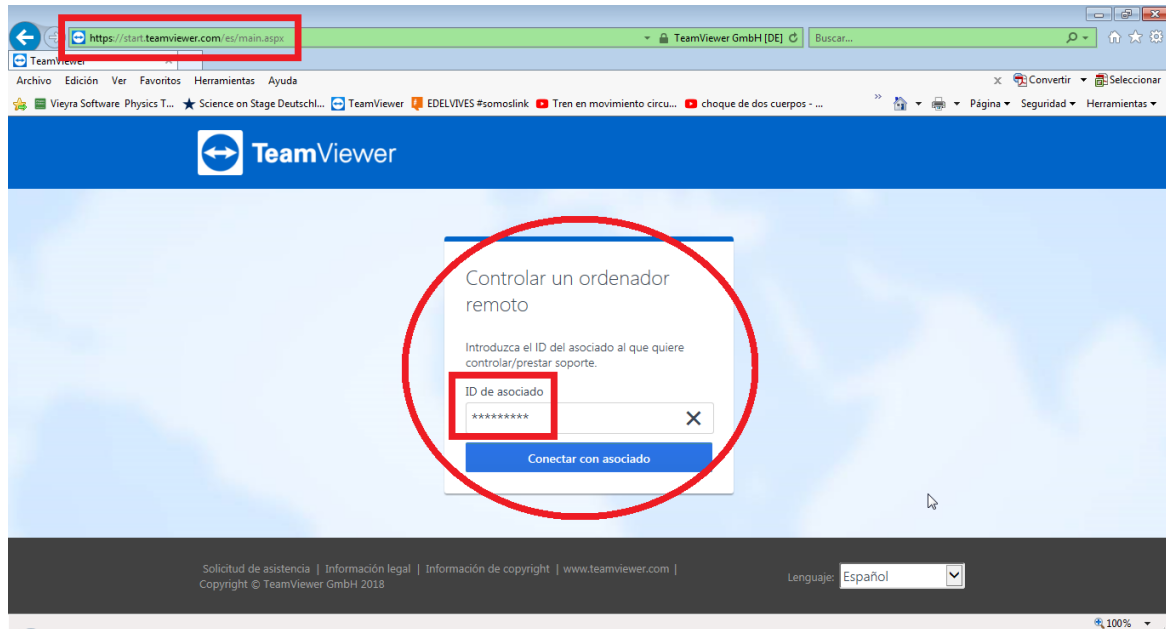 https://start.teamviewer.com/es/main.aspx
TeamViewer GmbH [DE]
Buscar...
TeamViewer
Archivo Edición Ver Favoritos Herramientas Ayuda
Convertir Seleccionar
Vieyra Software Physics T... Science on Stage Deutschl... TeamViewer EDELVIVES #somoslink Tren en movimiento circu... choque de dos cuerpos - ... Página Seguridad Herramientas
TeamViewer
Controlar un ordenador
remoto
Introduzca el ID del asociado al que quiere
controlar/prestar soporte.
ID de asociado
*********
Conectar con asociado
Solicitud de asistencia | Información legal | Información de copyright | www.teamviewer.com |
Copyright © TeamViewer GmbH 2018
Lenguaje: Español
100%